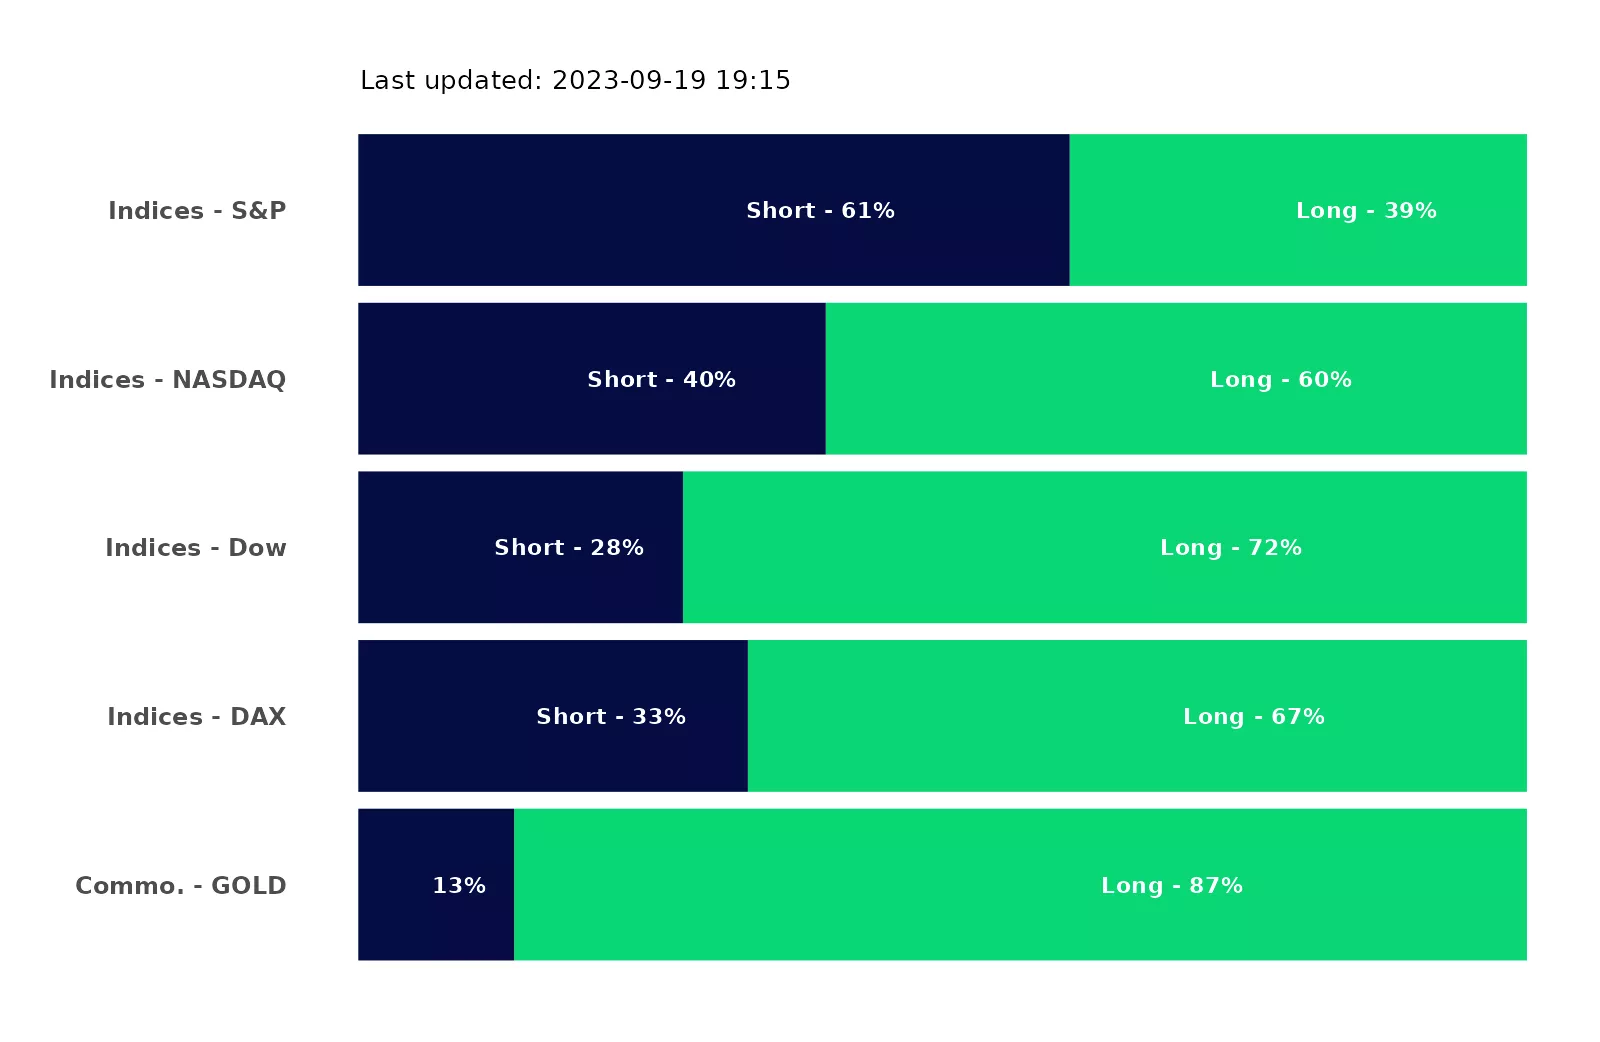 Last updated: 2023-09-19 19:15
Indices - S&P Short - 61% Long - 39%
Indices - NASDAQ Short - 40% Long - 60%
Indices - Dow Short - 28% Long - 72%
Indices - DAX Short - 33% Long - 67%
Commo. - GOLD 13% Long - 87%